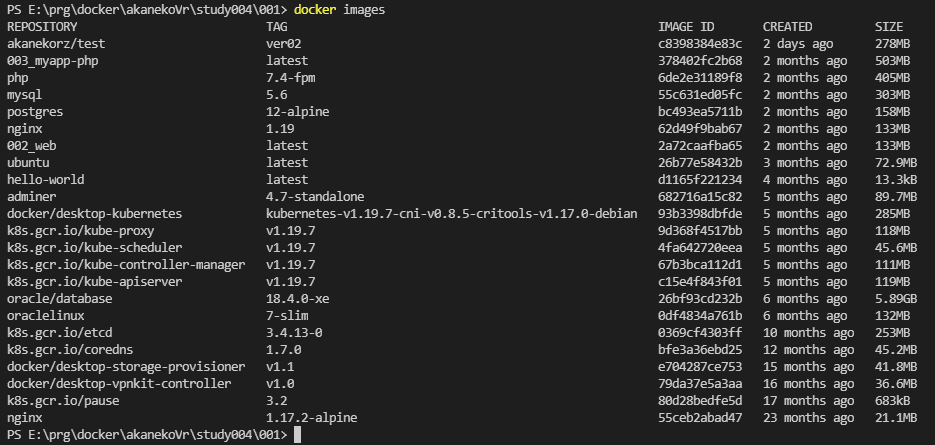 PS E:\prg\docker\akanekoVr\study004\001> docker images
REPOSITORY TAG IMAGE ID CREATED SIZE
akanekorz/test ver02 c8398384e83c 2 days ago 278MB
003_myapp-php latest 378402fc2b68 2 months ago 503MB
php 7.4-fpm 6de2e31189f8 2 months ago 405MB
mysql 5.6 55c631ed05fc 2 months ago 303MB
postgres 12-alpine bc493ea5711b 2 months ago 158MB
nginx 1.19 62d49f9bab67 2 months ago 133MB
002_web latest 2a72caafba65 2 months ago 133MB
ubuntu latest 26b77e58432b 3 months ago 72.9MB
hello-world latest d1165f221234 4 months ago 13.3kB
adminer 4.7-standalone 682716a15c82 5 months ago 89.7MB
docker/desktop-kubernetes kubernetes-v1.19.7-cni-v0.8.5-critools-v1.17.0-debian 93b3398dbfde 5 months ago 285MB
k8s.gcr.io/kube-proxy v1.19.7 9d368f4517bb 5 months ago 118MB
k8s.gcr.io/kube-scheduler v1.19.7 4fa642720eea 5 months ago 45.6MB
k8s.gcr.io/kube-controller-manager v1.19.7 67b3bca112d1 5 months ago 111MB
k8s.gcr.io/kube-apiserver v1.19.7 c15e4f843f01 5 months ago 119MB
oracle/database 18.4.0-xe 26bf93cd232b 6 months ago 5.89GB
oraclelinux 7-slim 0df4834a761b 6 months ago 132MB
k8s.gcr.io/etcd 3.4.13-0 0369cf4303ff 10 months ago 253MB
k8s.gcr.io/coredns 1.7.0 bfe3a36ebd25 12 months ago 45.2MB
docker/desktop-storage-provisioner v1.1 e704287ce753 15 months ago 41.8MB
docker/desktop-vpnkit-controller v1.0 79da37e5a3aa 16 months ago 36.6MB
k8s.gcr.io/pause 3.2 80d28bedfe5d 17 months ago 683kB
nginx 1.17.2-alpine 55ceb2abad47 23 months ago 21.1MB
PS E:\prg\docker\akanekoVr\study004\001>